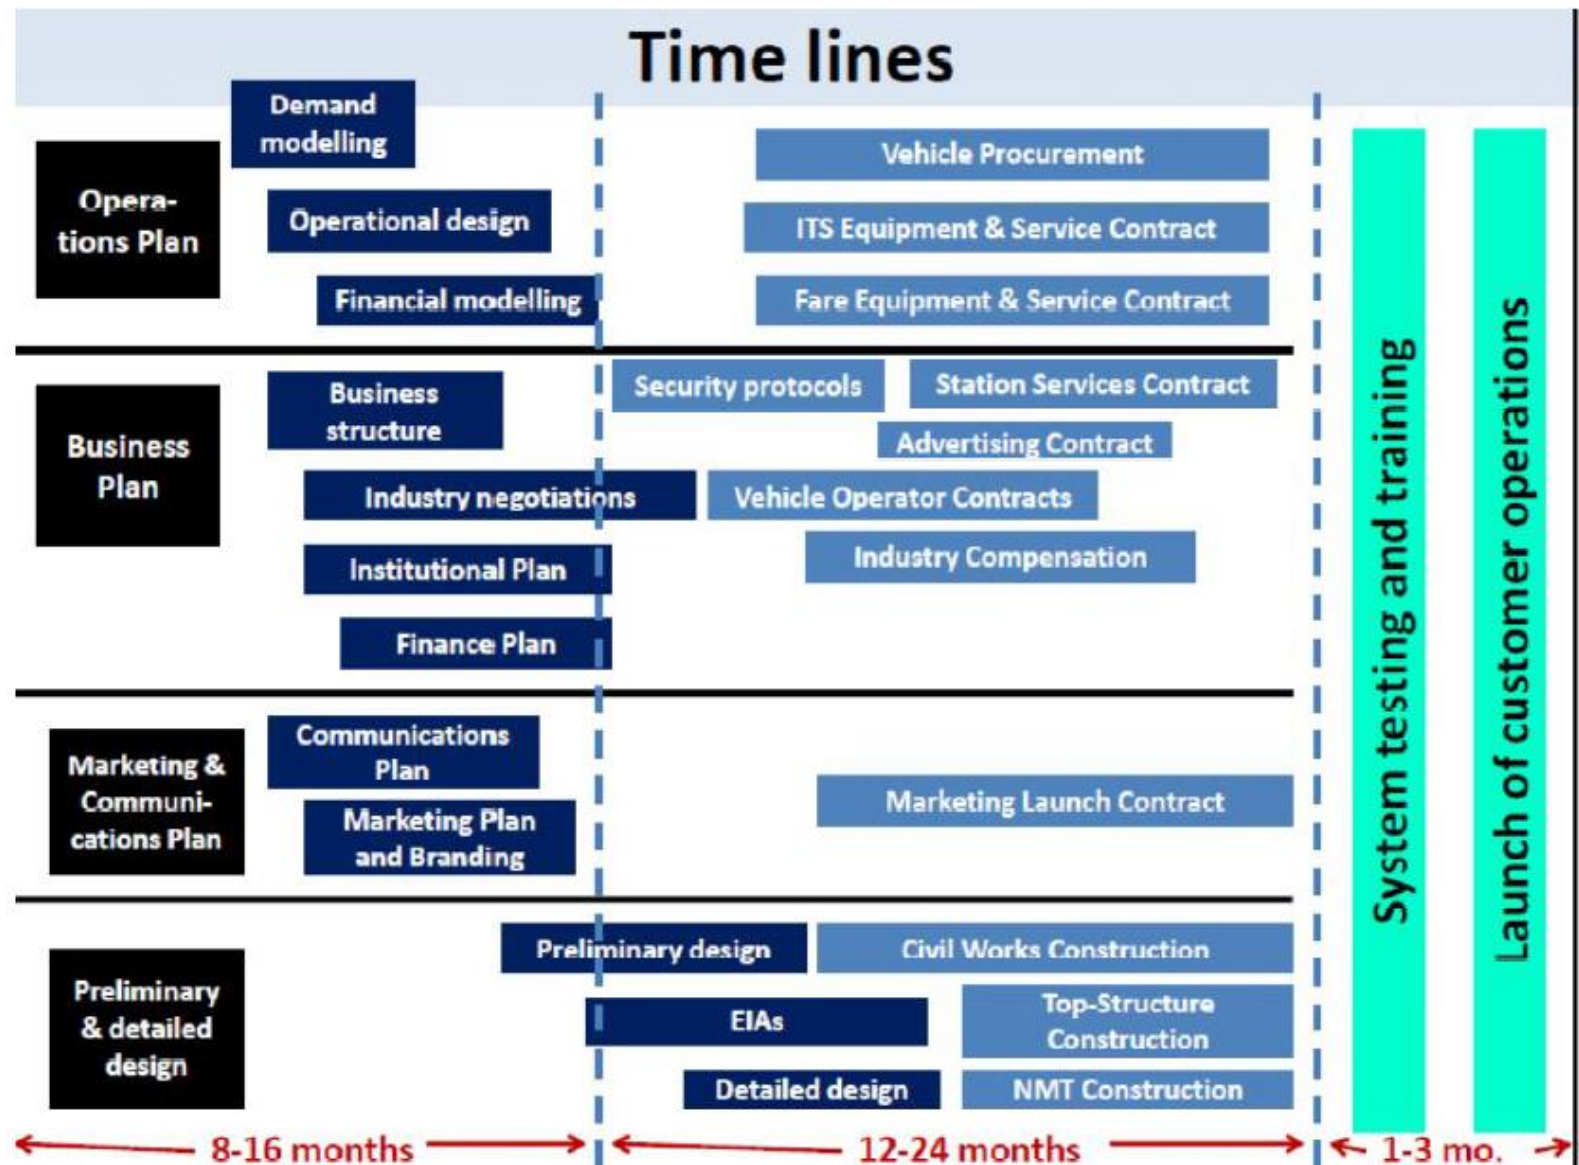 Time lines
Opera-
tions Plan
Demand
modelling
Operational design
Financial modelling
Vehicle Procurement
ITS Equipment & Service Contract
Fare Equipment & Service Contract
Business
Plan
Business
structure
Industry negotiations
Institutional Plan
Finance Plan
Security protocols
Station Services Contract
Advertising Contract
Vehicle Operator Contracts
Industry Compensation
Marketing &
Communi-
cations Plan
Communications
Plan
Marketing Plan
and Branding
Marketing Launch Contract
Preliminary
& detailed
design
Preliminary design
EIAs
Detailed design
Civil Works Construction
Top-Structure
Construction
NMT Construction
System testing and training
Launch of customer operations
8-16 months
12-24 months
1-3 mo.